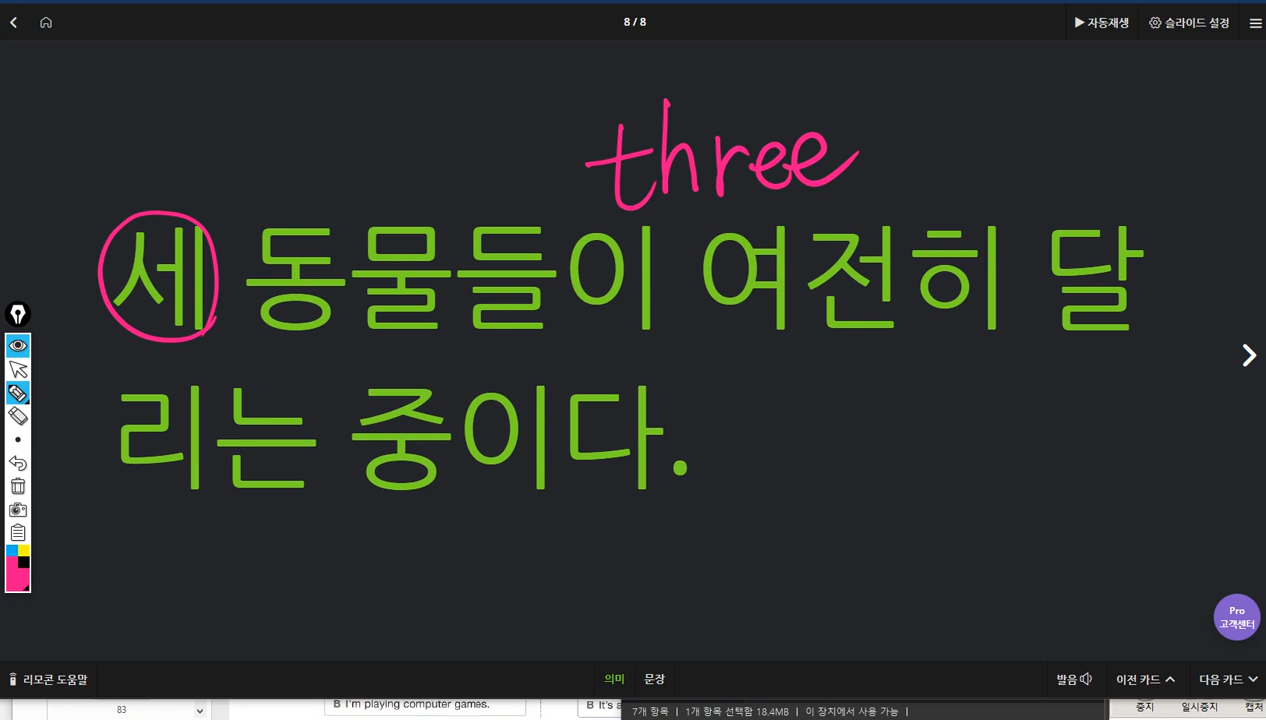 8 / 8
자동재생
슬라이드 설정
three
세 동물들이 여전히 달
리는 중이다.
Pro
고객센터
리모콘 도움말
의미
문장
발음
이전 카드
다음 카드
83
B I'm playing computer games.
B It's a
7개 항목 | 1개 항목 선택함 18.4MB | 이 장치에서 사용 가능 |
중지
일시중지
캡처